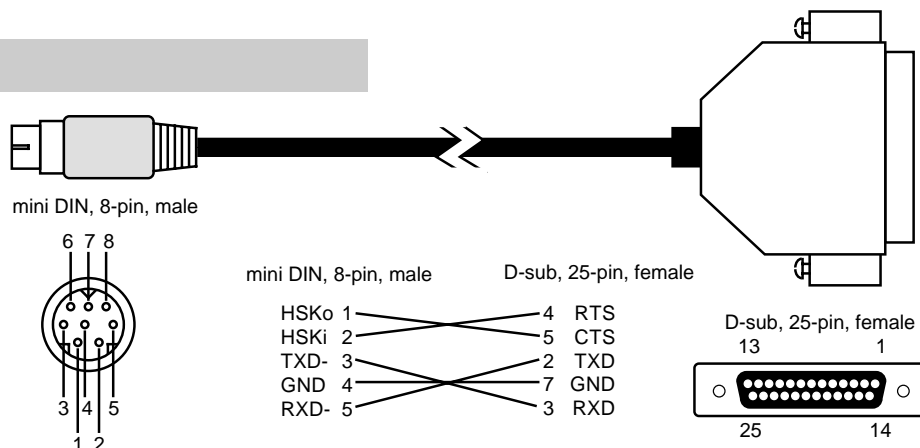 mini DIN, 8-pin, male
6 7 8
3 4 5
1 2
mini DIN, 8-pin, male D-sub, 25-pin, female
HSKo 1 4 RTS
HSKi 2 5 CTS
TXD- 3 2 TXD
GND 4 7 GND
RXD- 5 3 RXD
D-sub, 25-pin, female
13 1
25 14